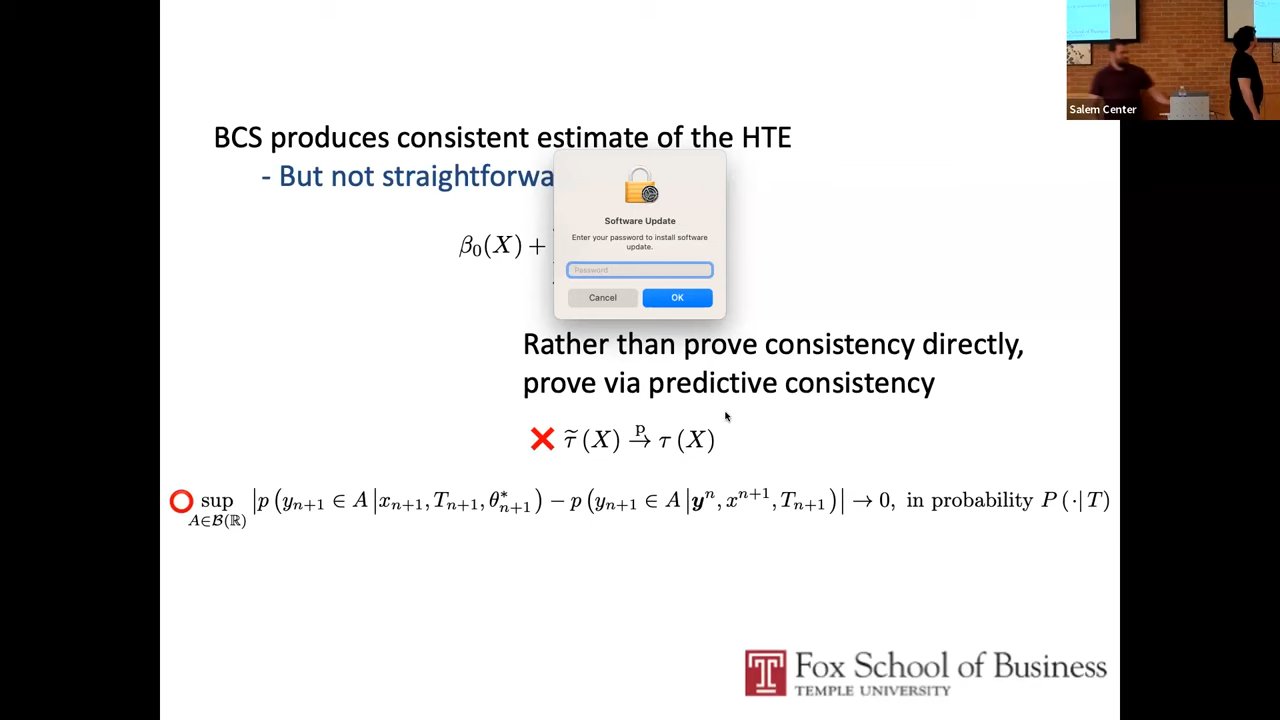 BCS produces consistent estimate of the HTE
- But not straightforwa
β₀(X) +
Software Update
Enter your password to install software
update.
Password
Cancel
OK
Rather than prove consistency directly,
prove via predictive consistency
❌ τ̃ (X) →ᵖ τ (X)
⭕ sup_{A∈𝓑(ℝ)} |p (y_{n+1} ∈ A |x_{n+1}, T_{n+1}, θ*_{n+1}) − p (y_{n+1} ∈ A |𝒚ⁿ, x^{n+1}, T_{n+1})| → 0, in probability P (·| T)
Salem Center
T
Fox School of Business
TEMPLE UNIVERSITY